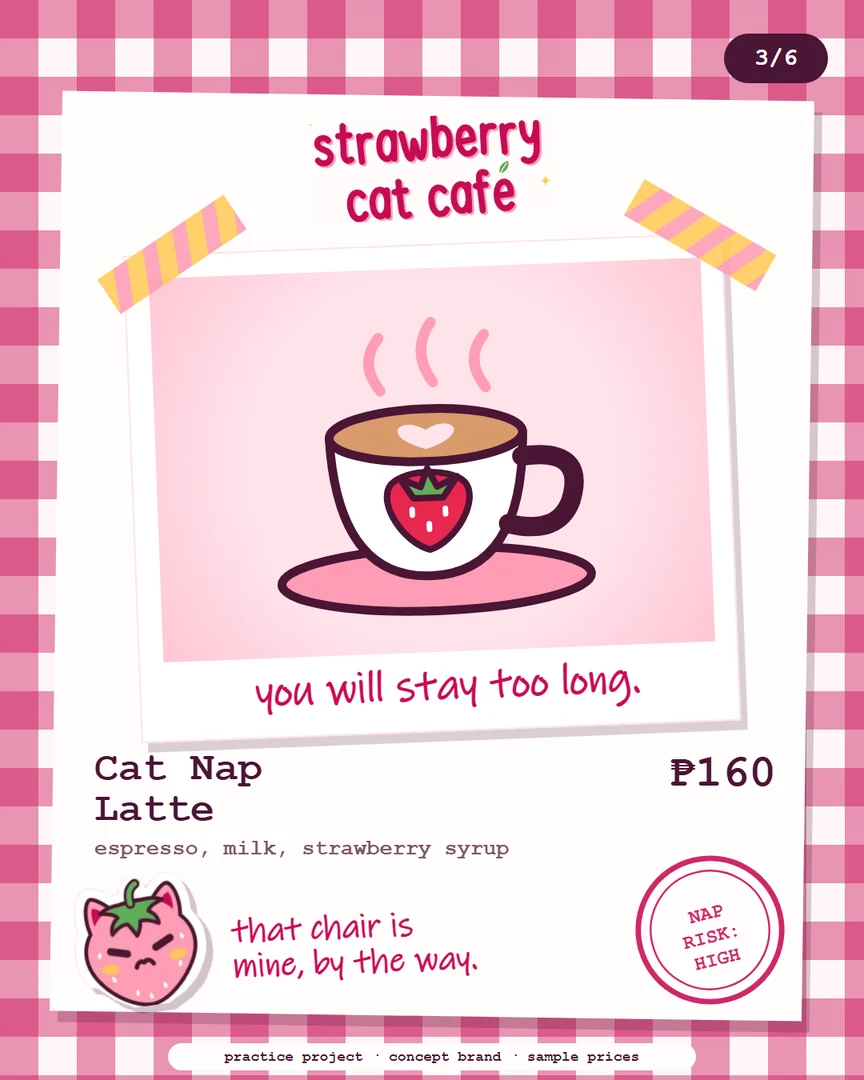 3/6
strawberry
cat café
you will stay too long.
Cat Nap
Latte
₱160
espresso, milk, strawberry syrup
that chair is
mine, by the way.
NAP
RISK:
HIGH
practice project · concept brand · sample prices